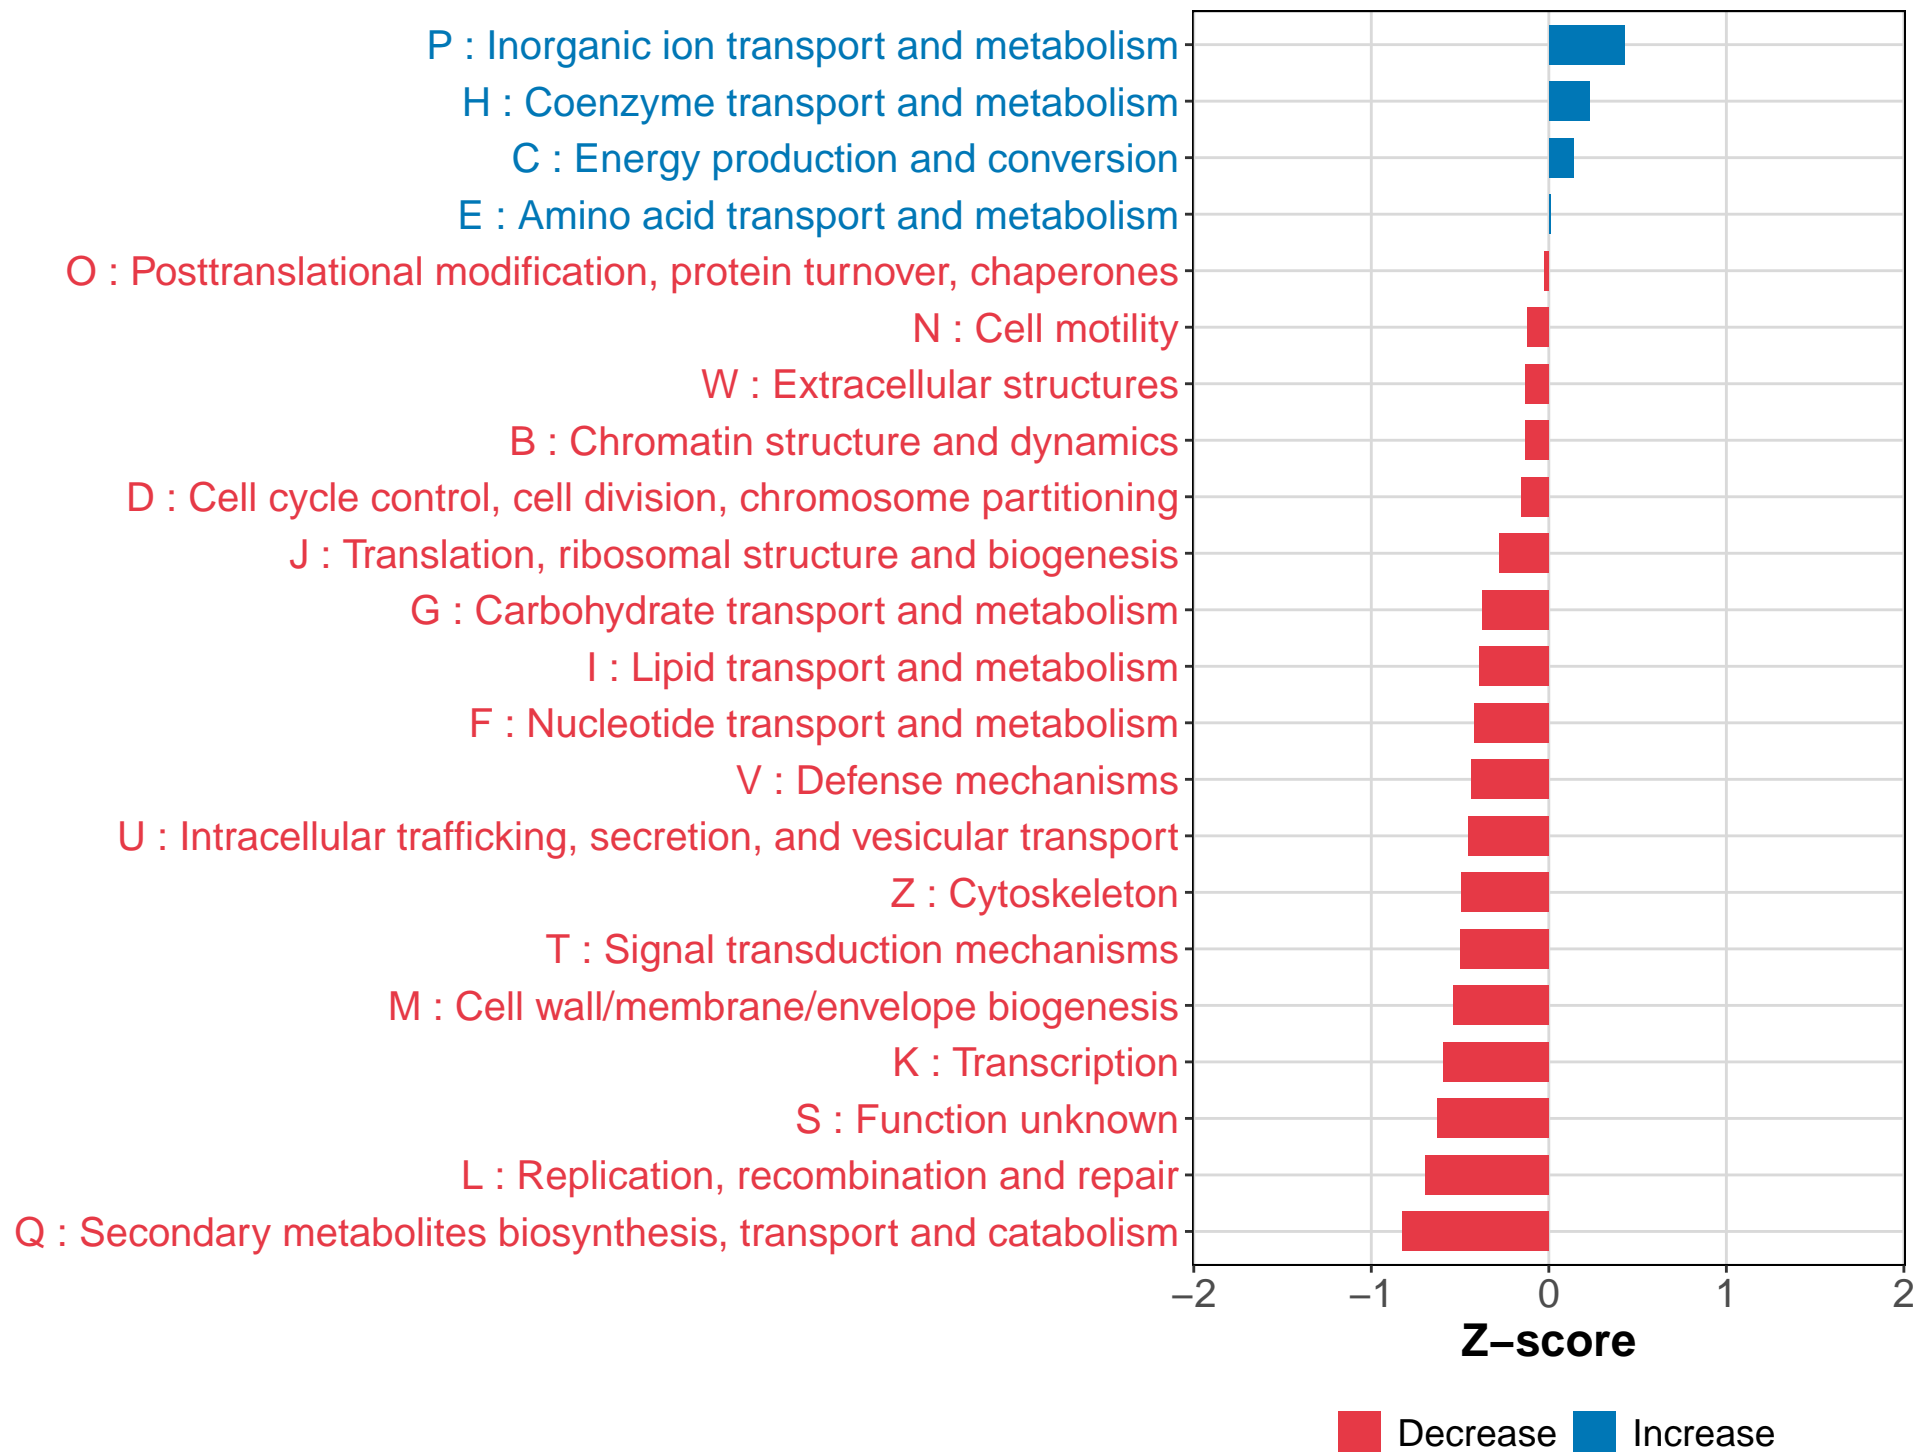 P : Inorganic ion transport and metabolism
H : Coenzyme transport and metabolism
C : Energy production and conversion
E : Amino acid transport and metabolism
O : Posttranslational modification, protein turnover, chaperones
N : Cell motility
W : Extracellular structures
B : Chromatin structure and dynamics
D : Cell cycle control, cell division, chromosome partitioning
J : Translation, ribosomal structure and biogenesis
G : Carbohydrate transport and metabolism
I : Lipid transport and metabolism
F : Nucleotide transport and metabolism
V : Defense mechanisms
U : Intracellular trafficking, secretion, and vesicular transport
Z : Cytoskeleton
T : Signal transduction mechanisms
M : Cell wall/membrane/envelope biogenesis
K : Transcription
S : Function unknown
L : Replication, recombination and repair
Q : Secondary metabolites biosynthesis, transport and catabolism
−2 −1 0 1 2
Z−score
Decrease Increase